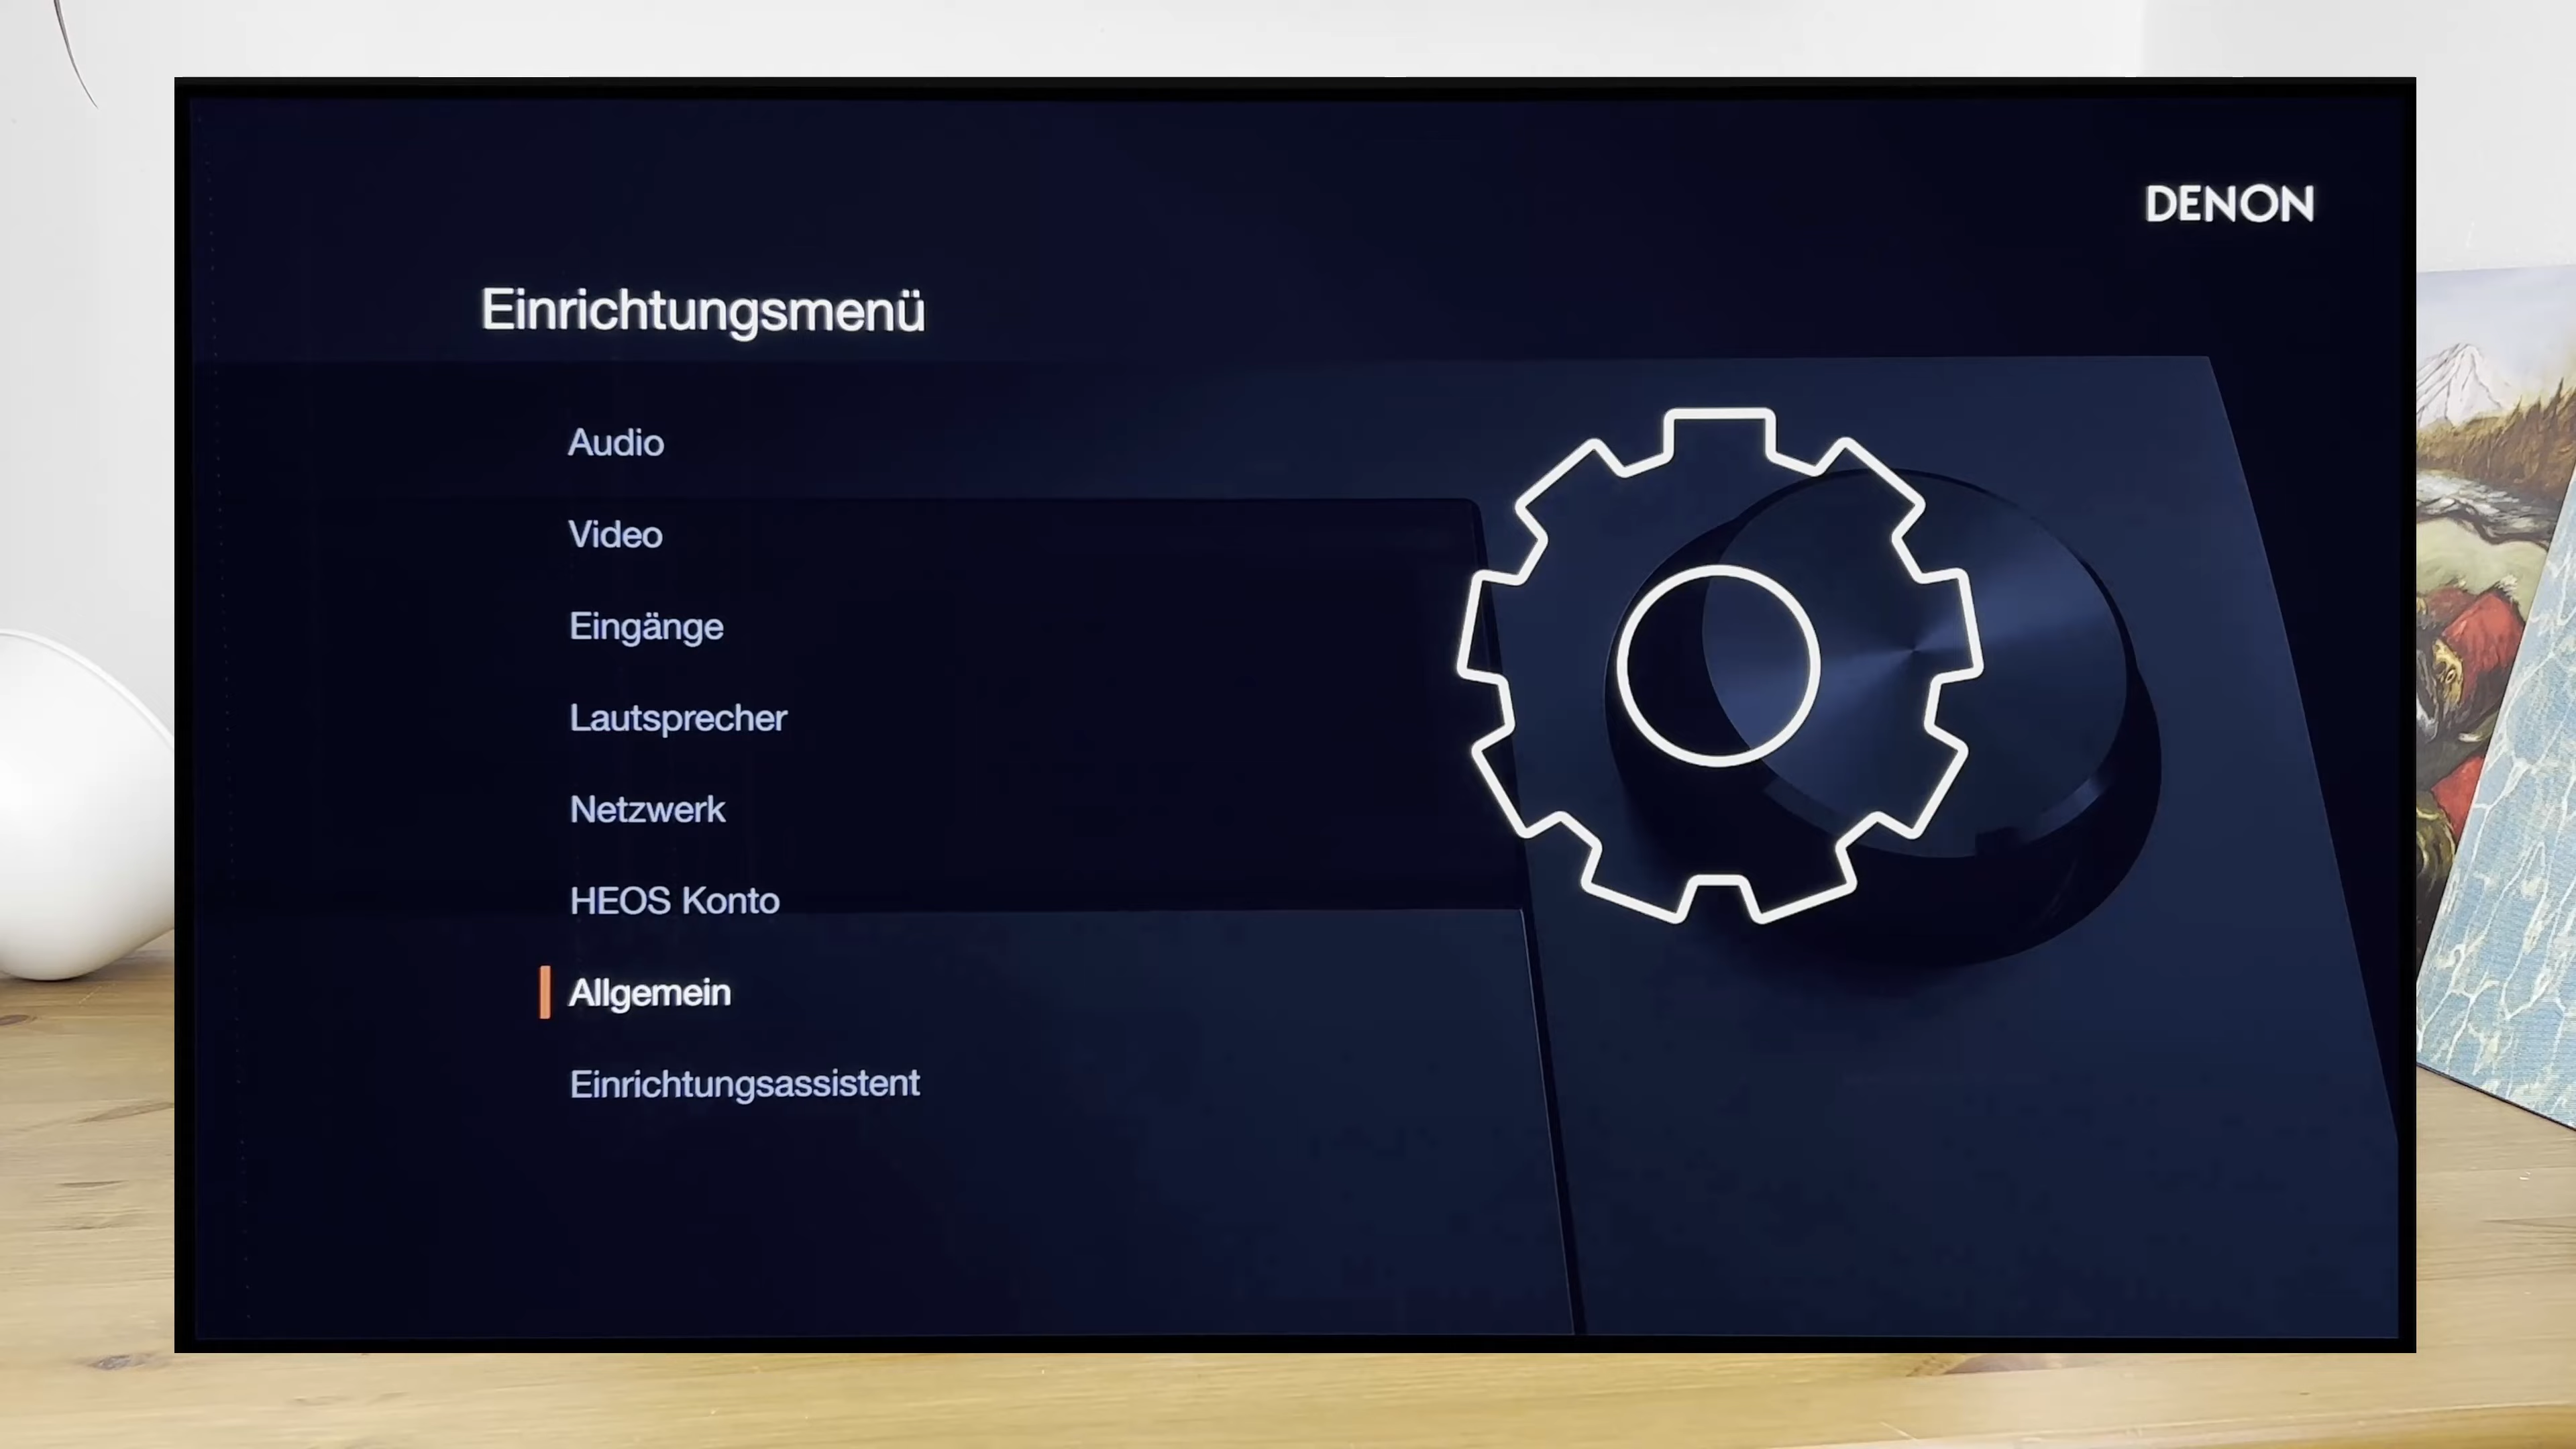 DENON
Einrichtungsmenü
Audio
Video
Eingänge
Lautsprecher
Netzwerk
HEOS Konto
Allgemein
Einrichtungsassistent